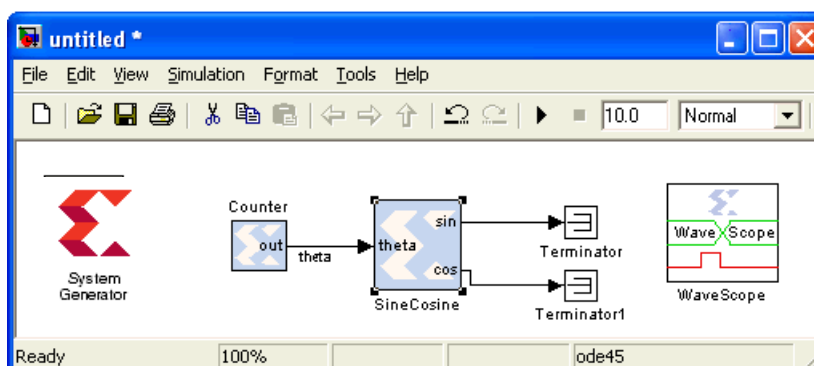 untitled *
File Edit View Simulation Format Tools Help
10.0 Normal
Counter
out
theta
theta
sin
cos
SineCosine
Terminator
Terminator1
System
Generator
Wave Scope
WaveScope
Ready 100% ode45